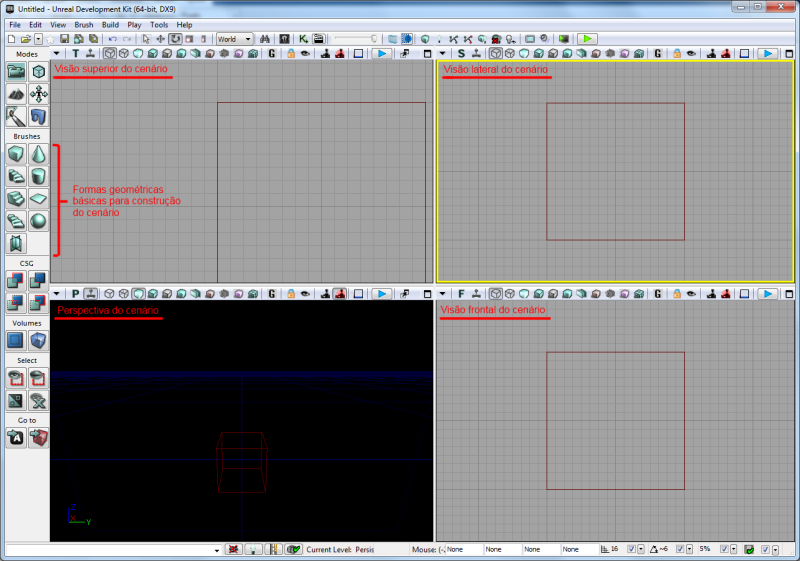 Untitled - Unreal Development Kit (64-bit, DX9)
File Edit View Brush Build Play Tools Help
World
Modes
T
G
S
G
Visão superior do cenário
Visão lateral do cenário
Brushes
Formas geométricas
básicas para construção
do cenário
CSG
P
G
F
G
Perspectiva do cenário
Visão frontal do cenário
Volumes
Select
Go to
A
Z
X
Y
Current Level: Persis
Mouse: (-
None
None
None
None
16
~6
5%